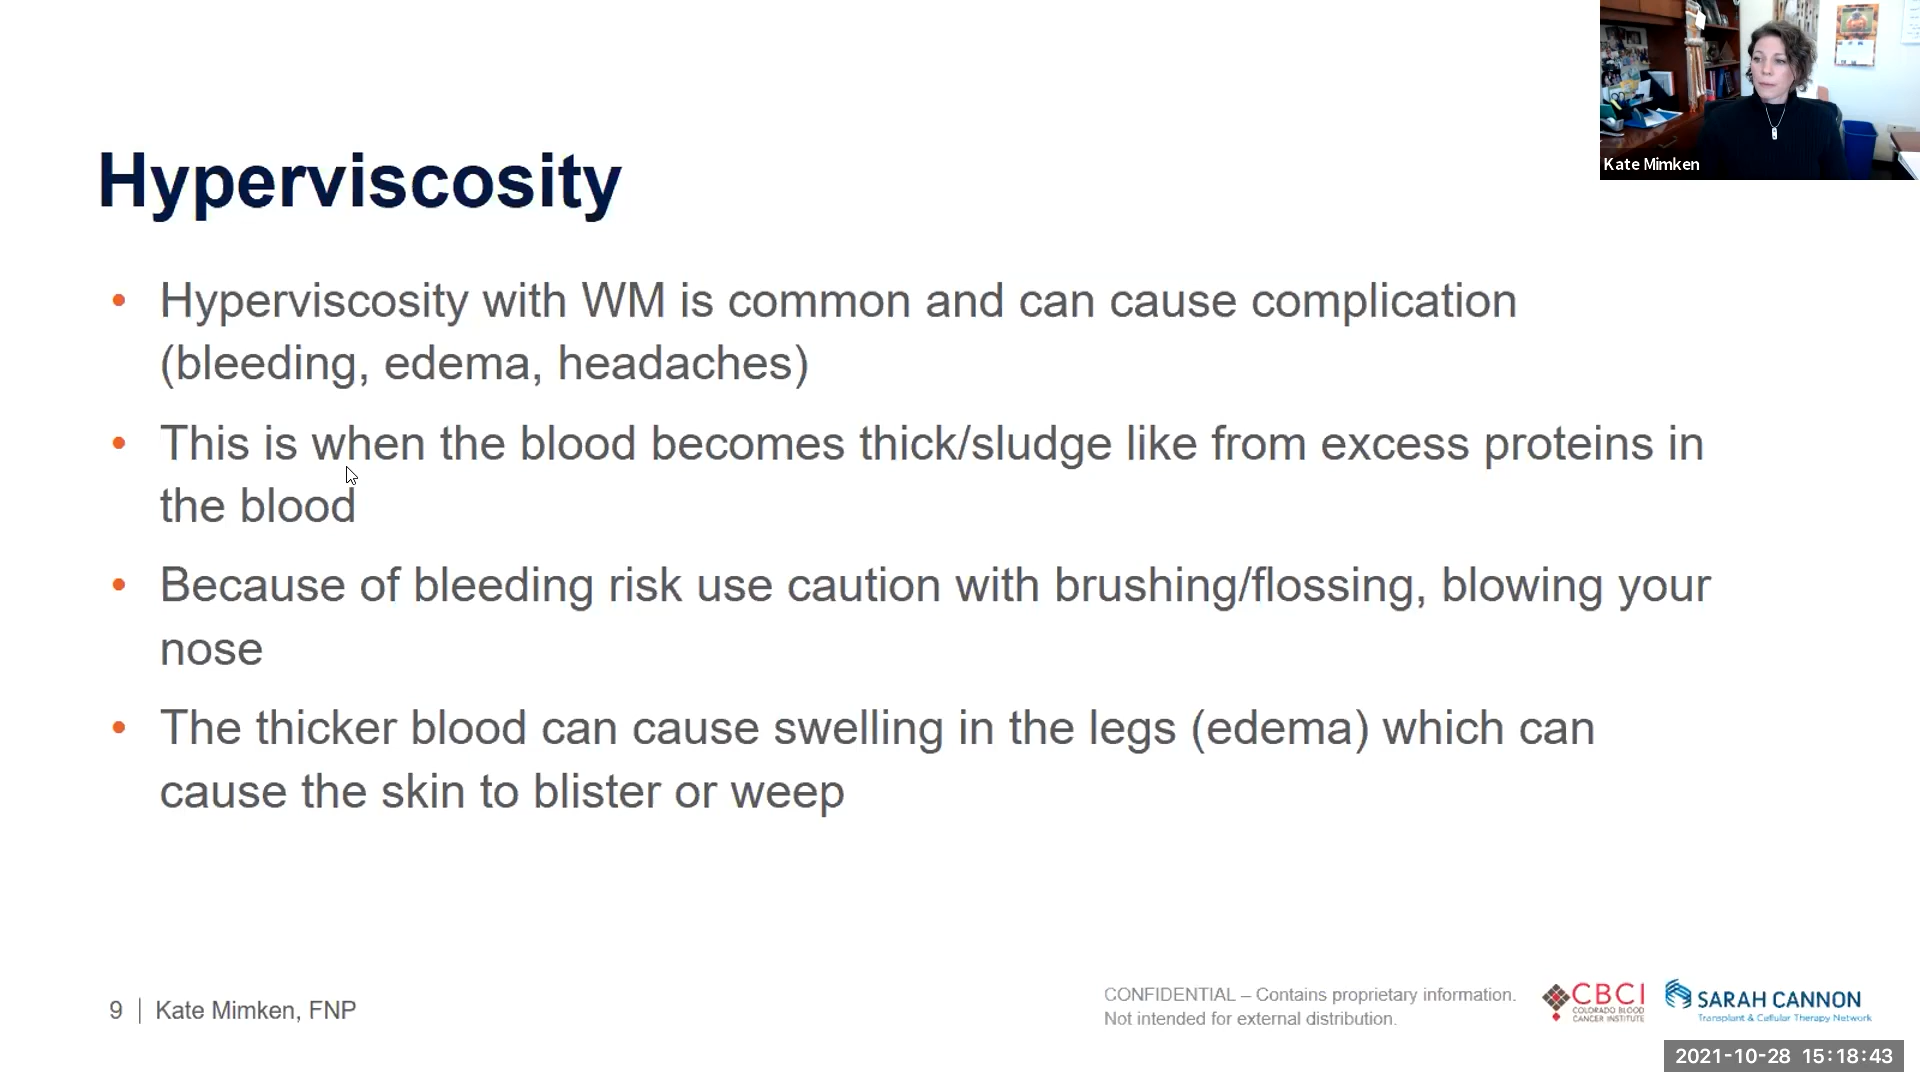 Kate Mimken
Hyperviscosity
• Hyperviscosity with WM is common and can cause complication
(bleeding, edema, headaches)
• This is when the blood becomes thick/sludge like from excess proteins in
the blood
• Because of bleeding risk use caution with brushing/flossing, blowing your
nose
• The thicker blood can cause swelling in the legs (edema) which can
cause the skin to blister or weep
9 | Kate Mimken, FNP
CONFIDENTIAL – Contains proprietary information.
Not intended for external distribution.
CBCI
COLORADO BLOOD
CANCER INSTITUTE
SARAH CANNON
Transplant & Cellular Therapy Network
2021-10-28 15:18:43